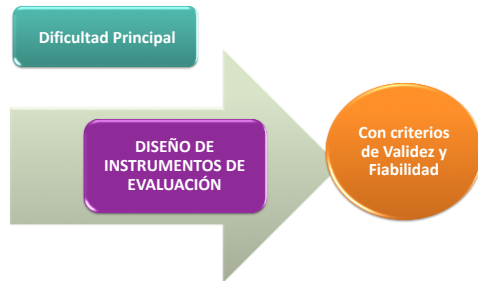 Dificultad Principal
DISEÑO DE
INSTRUMENTOS DE
EVALUACIÓN
Con criterios
de Validez y
Fiabilidad